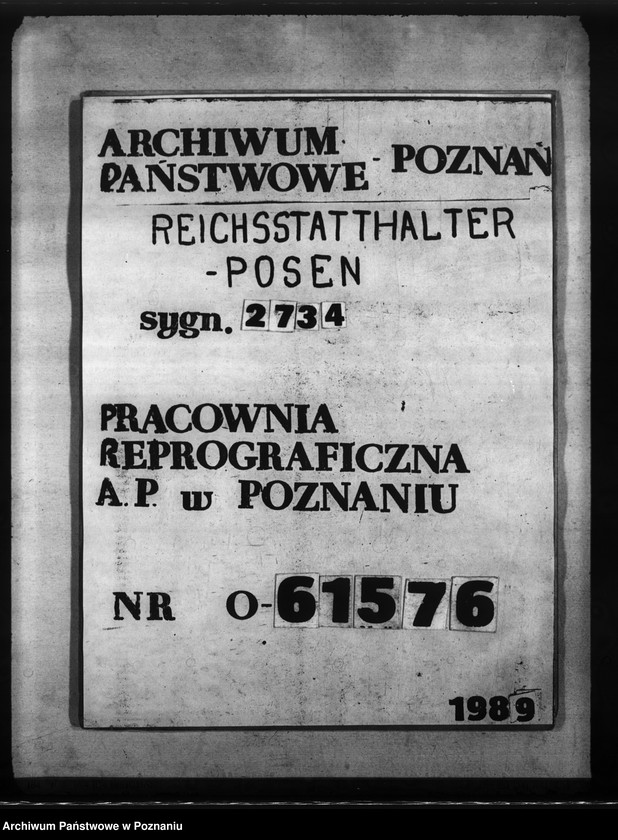 ARCHIWUM
PAŃSTWOWE - POZNAŃ
REICHSSTATTHALTER
-POSEN
sygn. 2734
PRACOWNIA
REPROGRAFICZNA
A.P. w POZNANIU
NR O-61576
1989
Archiwum Państwowe w Poznaniu